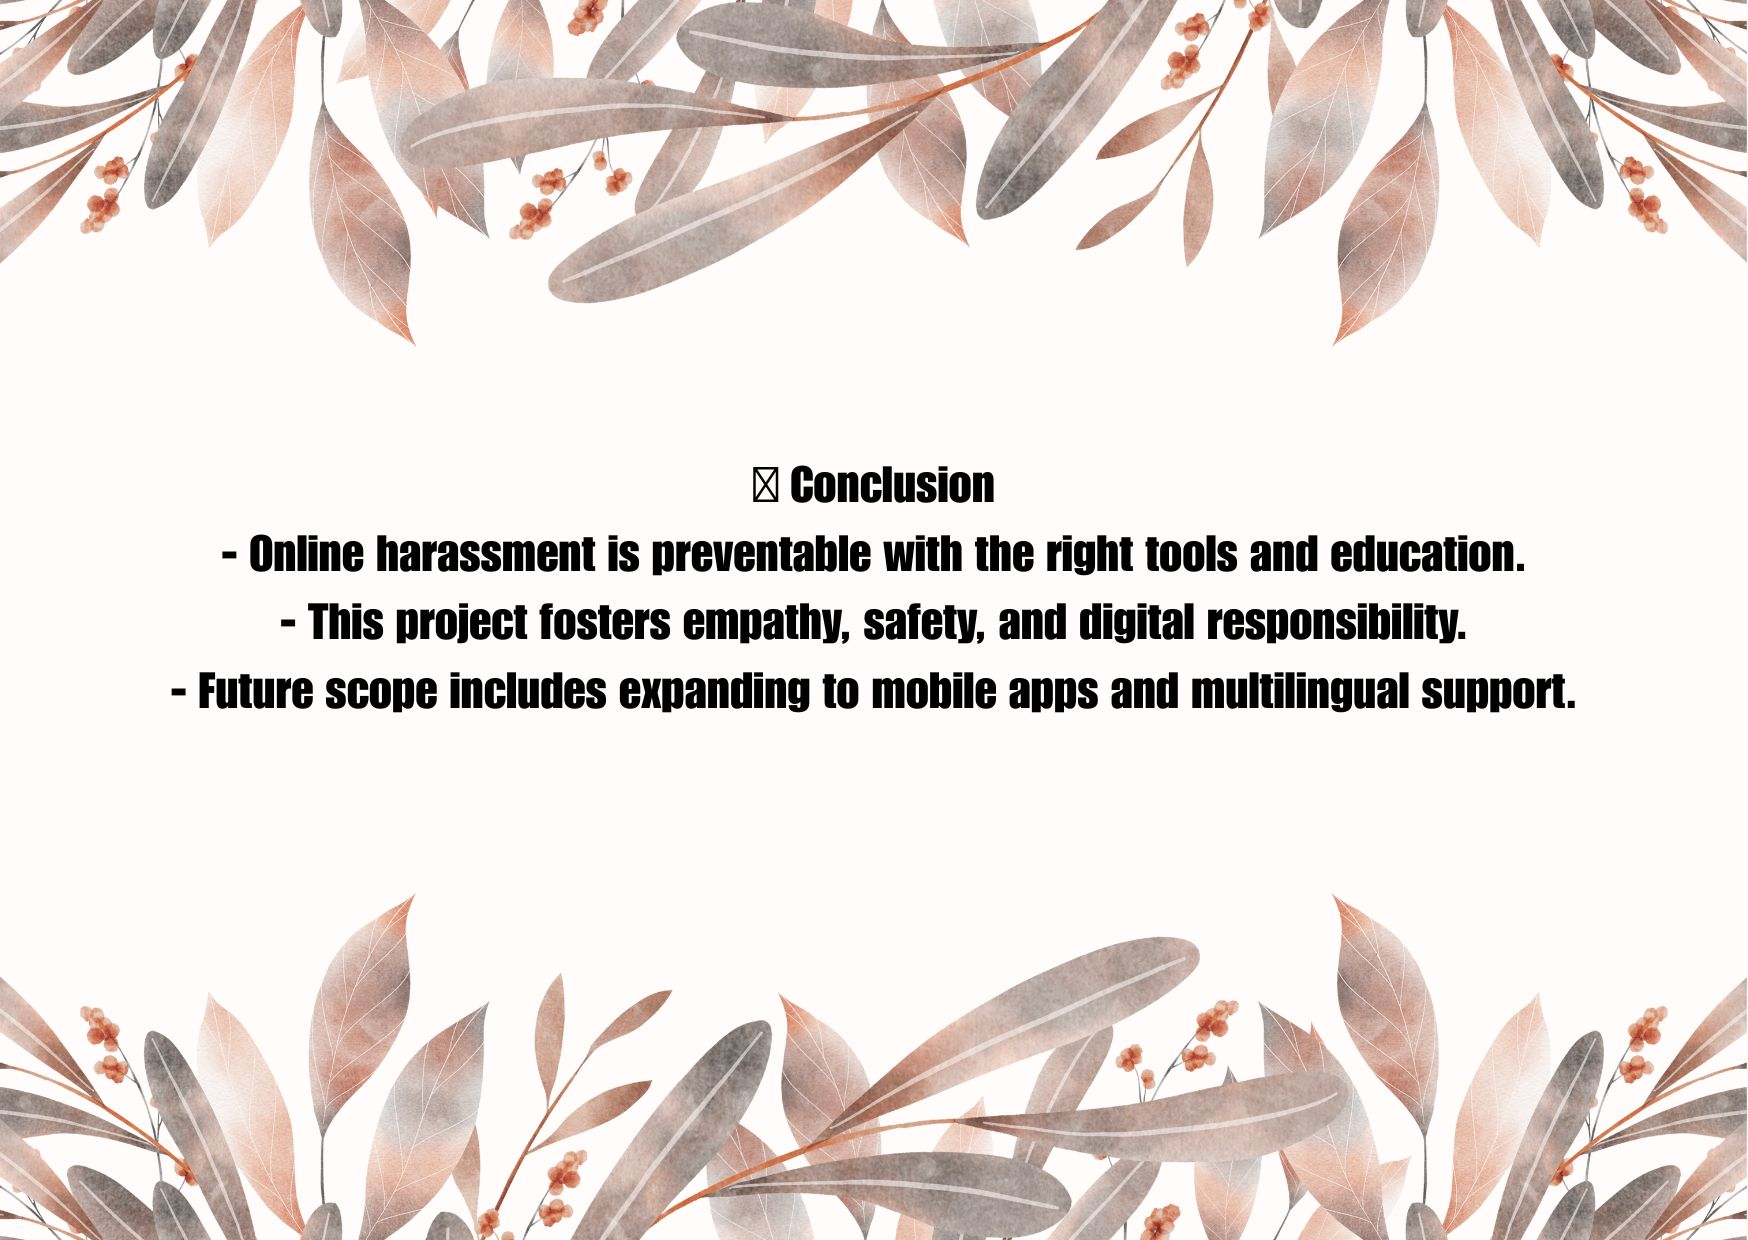 Conclusion
- Online harassment is preventable with the right tools and education.
- This project fosters empathy, safety, and digital responsibility.
- Future scope includes expanding to mobile apps and multilingual support.